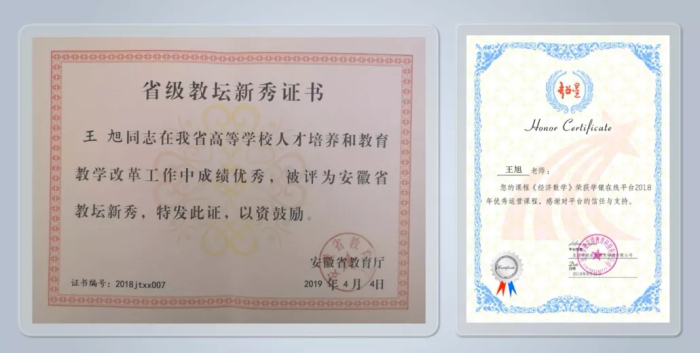 省级教坛新秀证书
王 旭同志在我省高等学校人才培养和教育
教学改革工作中成绩优秀，被评为安徽省
教坛新秀，特发此证，以资鼓励。
安徽省教育厅
证书编号：2018jtxx007
2019 年 4 月 4日
Honor Certificate
王旭 老师：
您的课程《经济数学》荣获学银在线平台2018
年优秀运营课程，感谢对平台的信任与支持。